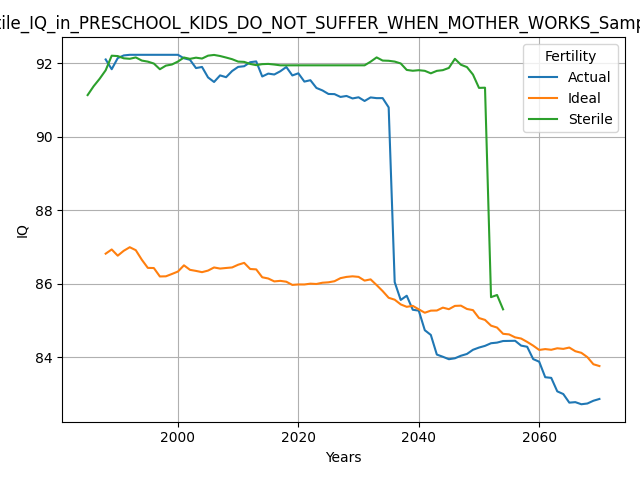 tile_IQ_in_PRESCHOOL_KIDS_DO_NOT_SUFFER_WHEN_MOTHER_WORKS_Samp
Fertility
Actual
Ideal
Sterile
92
90
88
86
84
IQ
2000
2020
2040
2060
Years